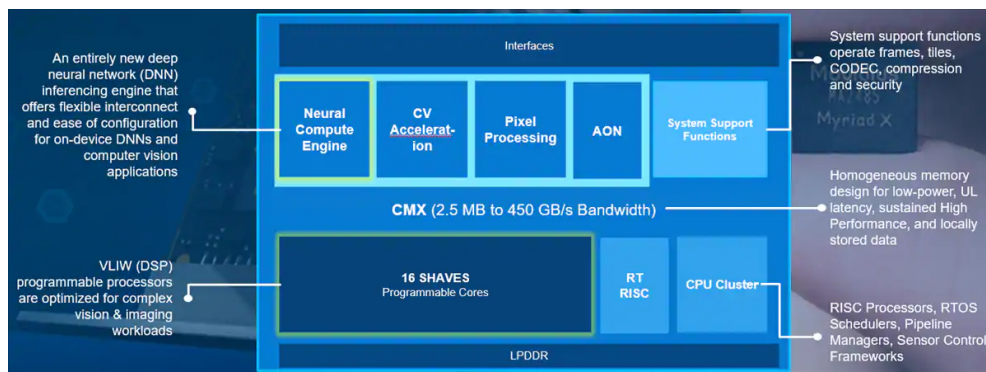 An entirely new deep
neural network (DNN)
inferencing engine that
offers flexible interconnect
and ease of configuration
for on-device DNNs and
computer vision
applications
VLIW (DSP)
programmable processors
are optimized for complex
vision & imaging
workloads
Interfaces
Neural
Compute
Engine
CV
Accelerat-
ion
Pixel
Processing
AON
System Support
Functions
CMX (2.5 MB to 450 GB/s Bandwidth)
16 SHAVES
Programmable Cores
RT
RISC
CPU Cluster
LPDDR
System support functions
operate frames, tiles,
CODEC, compression
and security
MA2485
Myriad X
Homogeneous memory
design for low-power, UL
latency, sustained High
Performance, and locally
stored data
RISC Processors, RTOS
Schedulers, Pipeline
Managers, Sensor Control
Frameworks